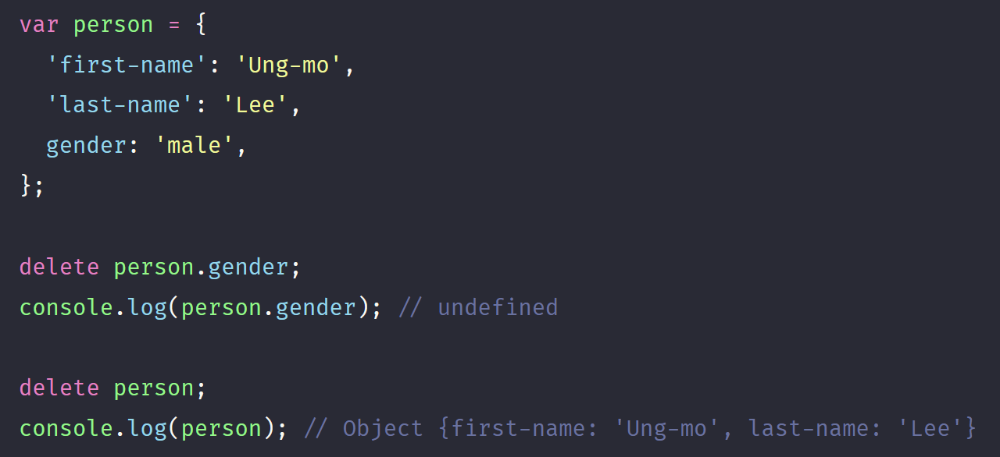 var person = {
  'first-name': 'Ung-mo',
  'last-name': 'Lee',
  gender: 'male',
};

delete person.gender;
console.log(person.gender); // undefined

delete person;
console.log(person); // Object {first-name: 'Ung-mo', last-name: 'Lee'}